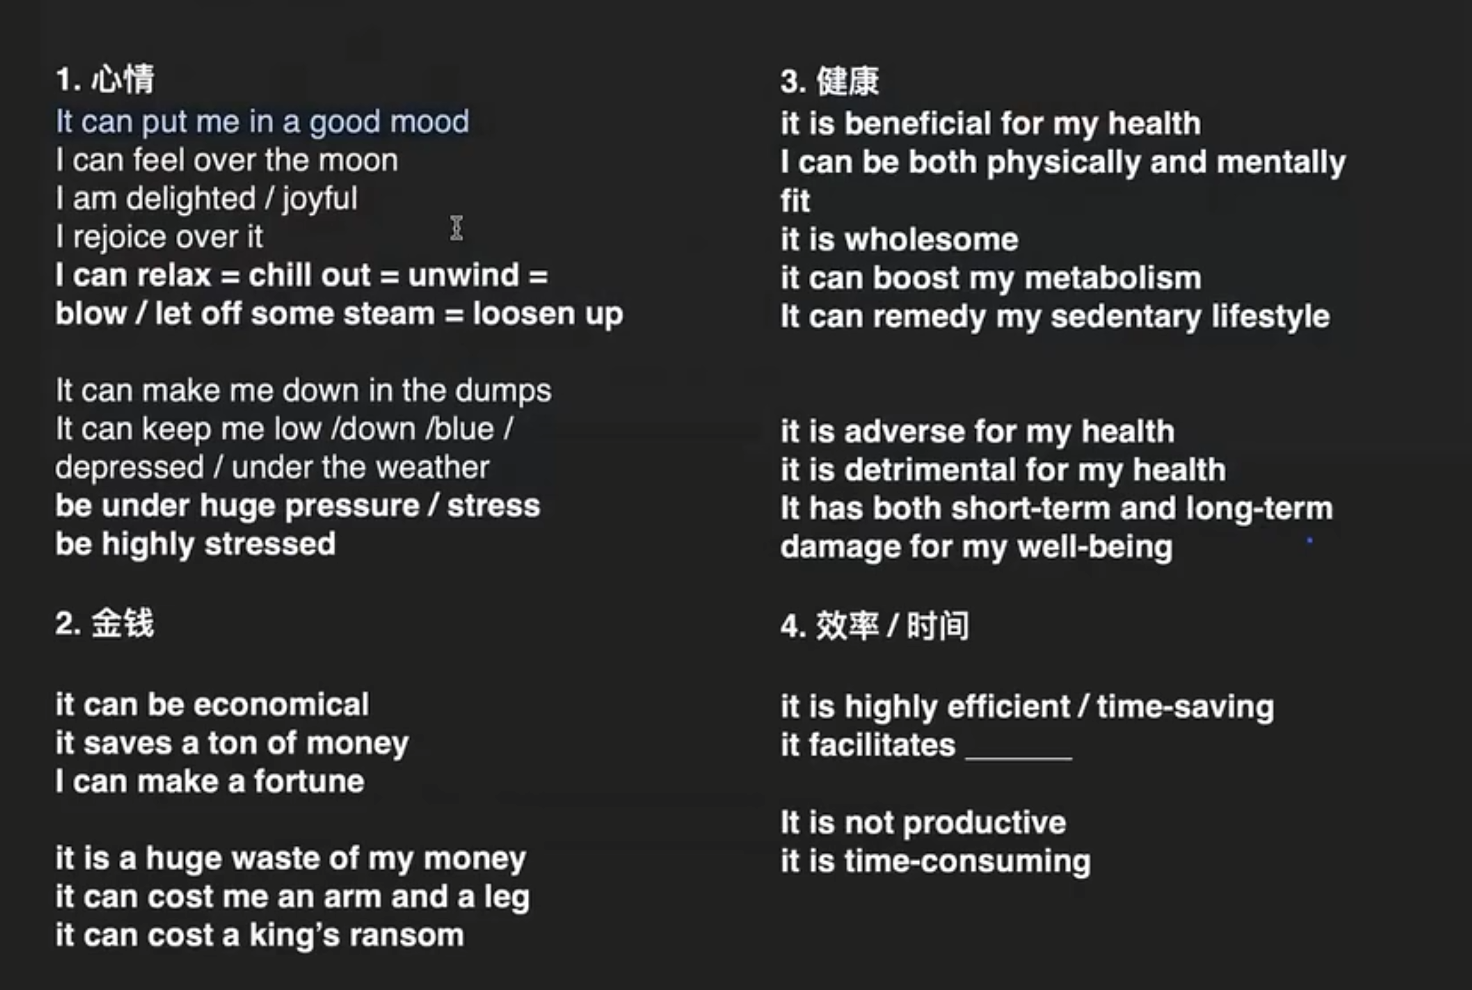 1. 心情
It can put me in a good mood
I can feel over the moon
I am delighted / joyful
I rejoice over it
I can relax = chill out = unwind =
blow / let off some steam = loosen up
It can make me down in the dumps
It can keep me low /down /blue /
depressed / under the weather
be under huge pressure / stress
be highly stressed
2. 金钱
it can be economical
it saves a ton of money
I can make a fortune
it is a huge waste of my money
it can cost me an arm and a leg
it can cost a king’s ransom
3. 健康
it is beneficial for my health
I can be both physically and mentally
fit
it is wholesome
it can boost my metabolism
It can remedy my sedentary lifestyle
it is adverse for my health
it is detrimental for my health
It has both short-term and long-term
damage for my well-being
4. 效率 / 时间
it is highly efficient / time-saving
it facilitates ______
It is not productive
it is time-consuming